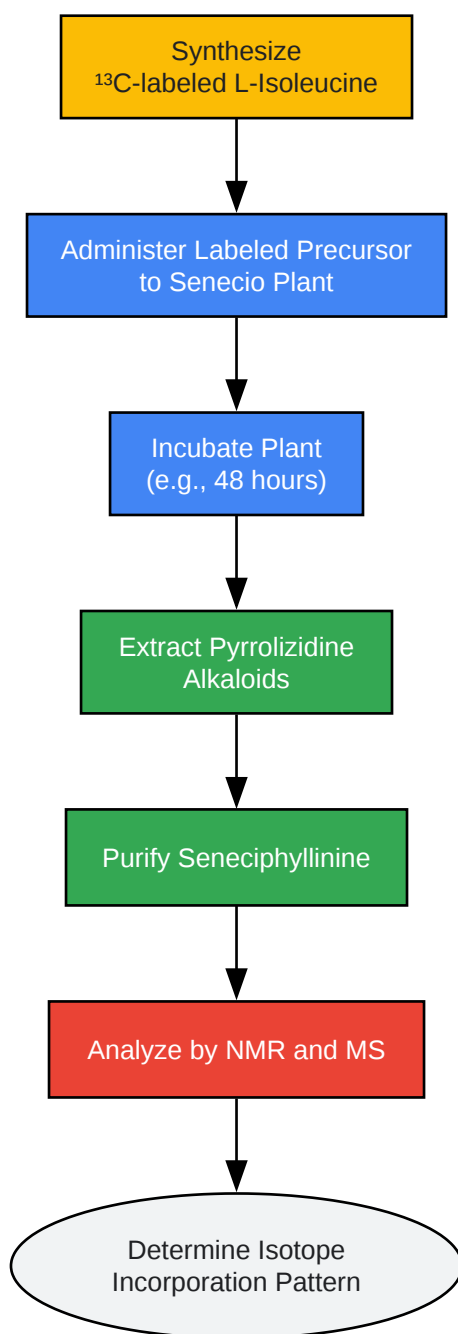 Synthesize
¹³C-labeled L-Isoleucine
Administer Labeled Precursor
to Senecio Plant
Incubate Plant
(e.g., 48 hours)
Extract Pyrrolizidine
Alkaloids
Purify Seneciphyllinine
Analyze by NMR and MS
Determine Isotope
Incorporation Pattern